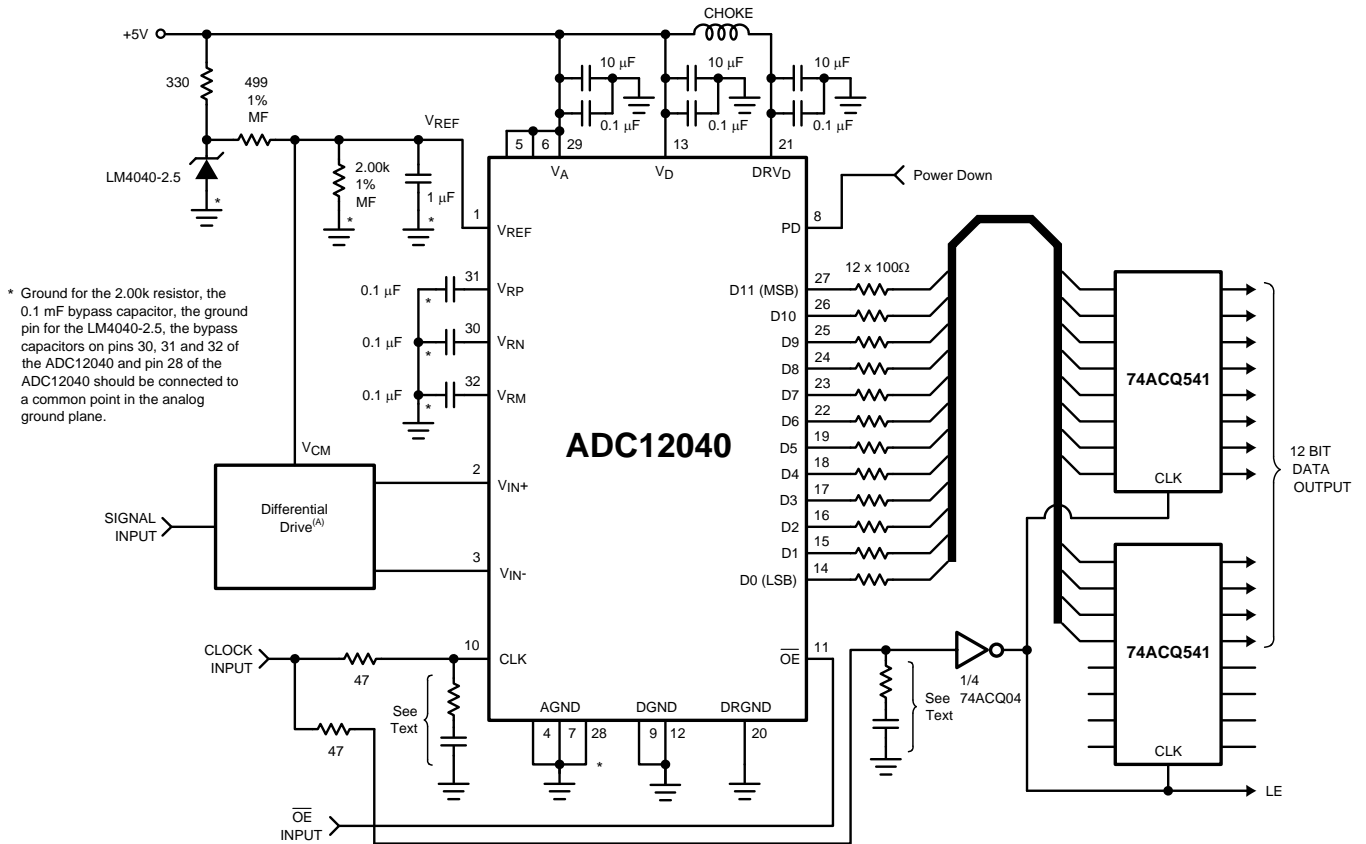 CHOKE
+5V
330
499
1%
MF
10 µF
10 µF
10 µF
0.1 µF
0.1 µF
0.1 µF
VREF
LM4040-2.5
*
2.00k
1%
MF
*
1 µF
*
5
6
29
13
21
VA
VD
DRVD
1
VREF
8
PD
Power Down
* Ground for the 2.00k resistor, the
0.1 mF bypass capacitor, the ground
pin for the LM4040-2.5, the bypass
capacitors on pins 30, 31 and 32 of
the ADC12040 and pin 28 of the
ADC12040 should be connected to
a common point in the analog
ground plane.
0.1 µF
*
31
VRP
0.1 µF
*
30
VRN
0.1 µF
*
32
VRM
ADC12040
12 x 100Ω
D11 (MSB)
27
D10
26
D9
25
D8
24
D7
23
D6
22
D5
19
D4
18
D3
17
D2
16
D1
15
D0 (LSB)
14
74ACQ541
CLK
12 BIT
DATA
OUTPUT
74ACQ541
CLK
VCM
SIGNAL
INPUT
Differential
Drive(A)
2
VIN+
3
VIN-
CLOCK
INPUT
47
10
CLK
47
See
Text
OE
11
See
Text
1/4
74ACQ04
AGND
DGND
DRGND
4
7
28
9
12
20
*
LE
OE
INPUT